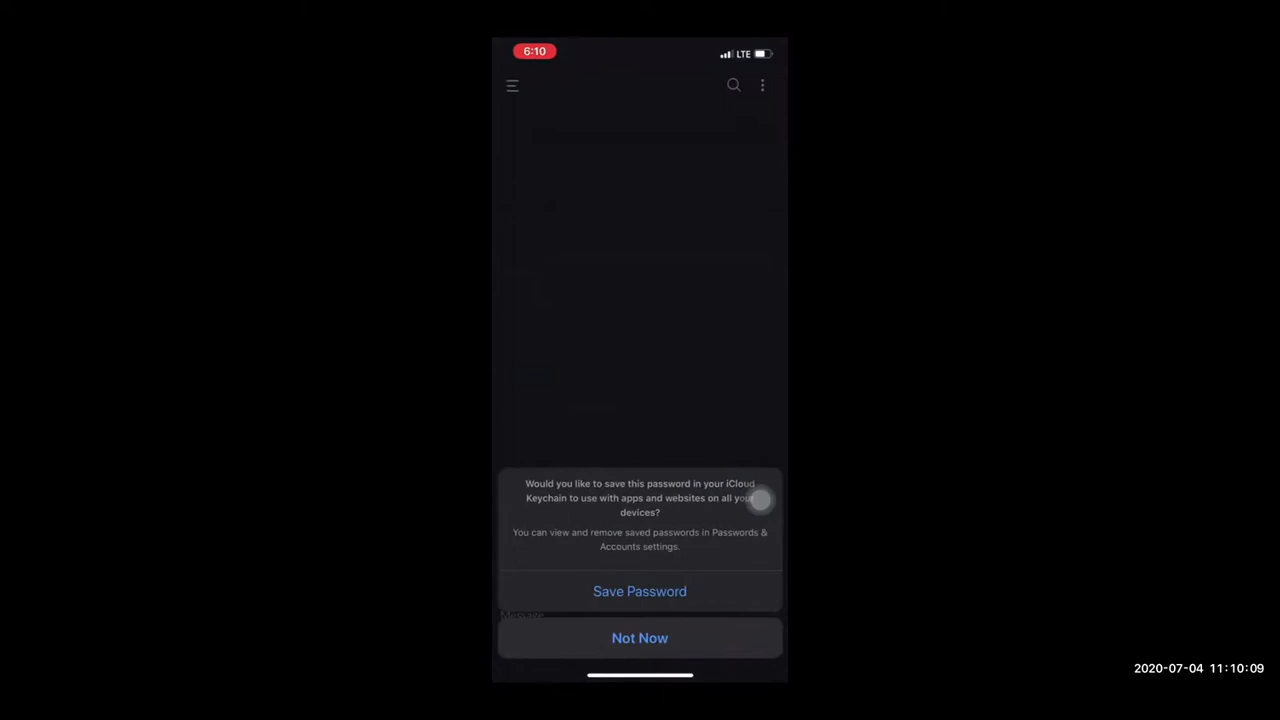 6:10
LTE
Would you like to save this password in your iCloud
Keychain to use with apps and websites on all your
devices?
You can view and remove saved passwords in Passwords &
Accounts settings.
Save Password
Message
Not Now
2020-07-04 11:10:09